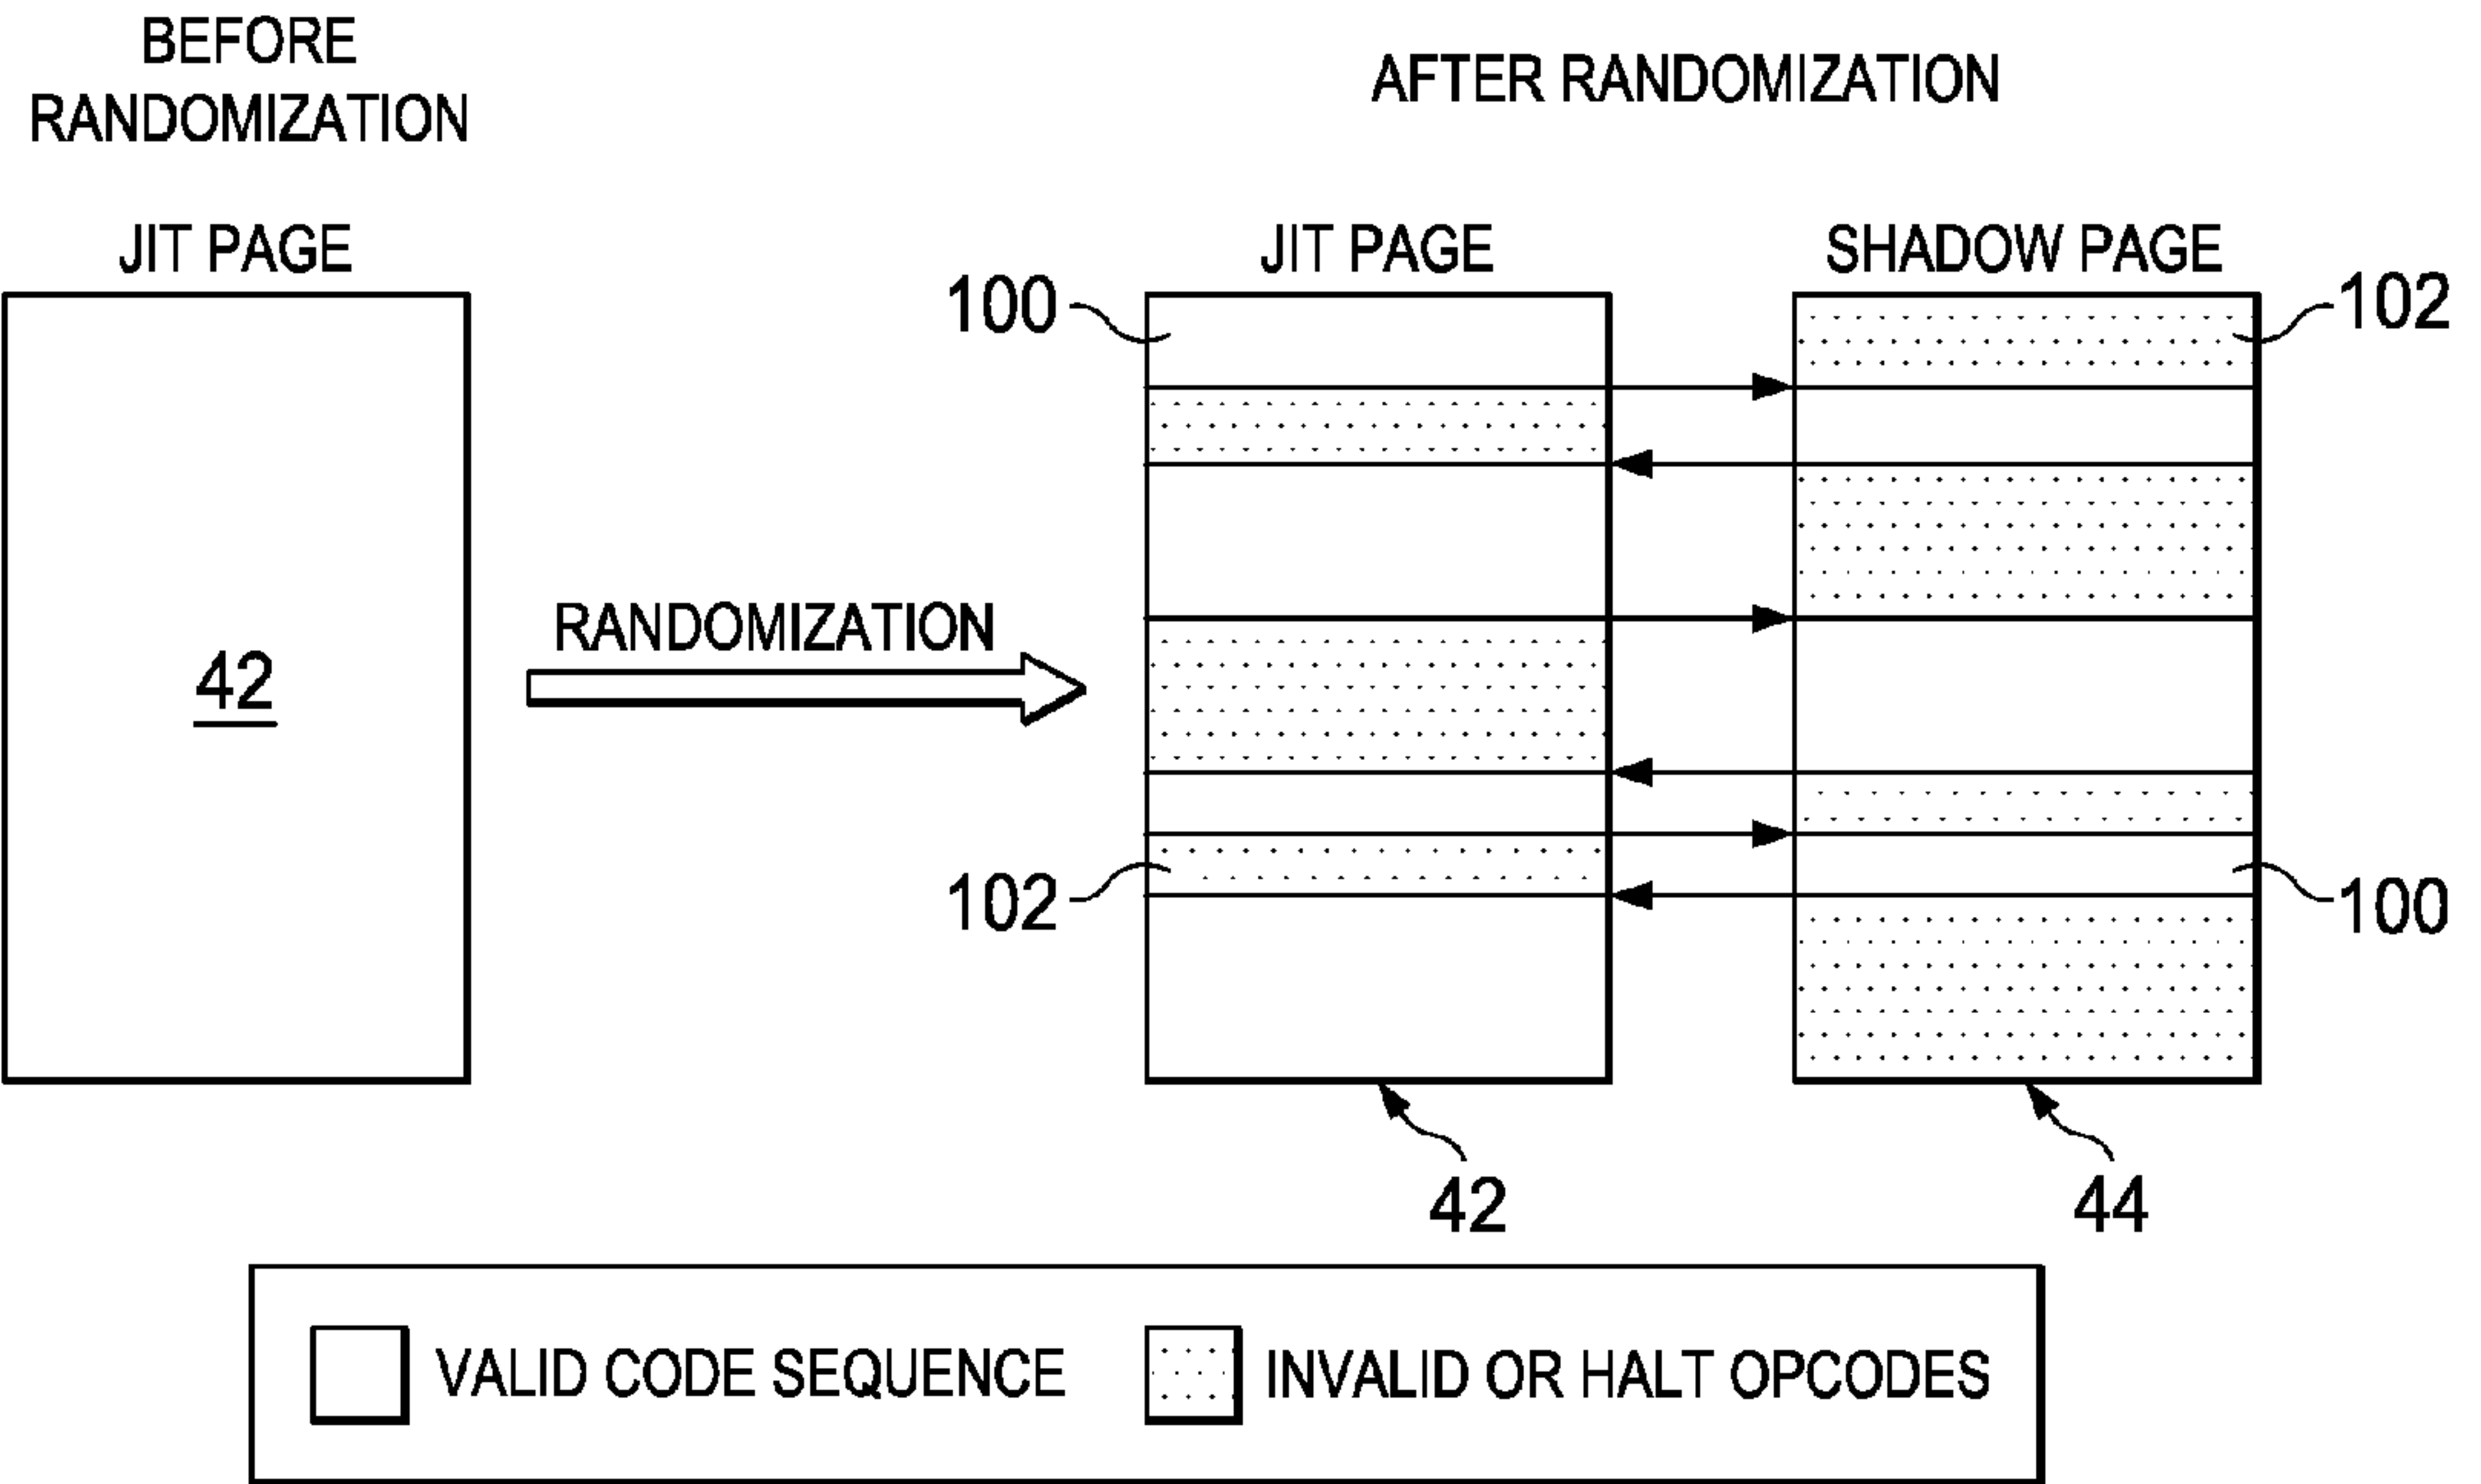 BEFORE
RANDOMIZATION
AFTER RANDOMIZATION
JIT PAGE
JIT PAGE
SHADOW PAGE
100
102
RANDOMIZATION
42
102
100
42
44
VALID CODE SEQUENCE
INVALID OR HALT OPCODES